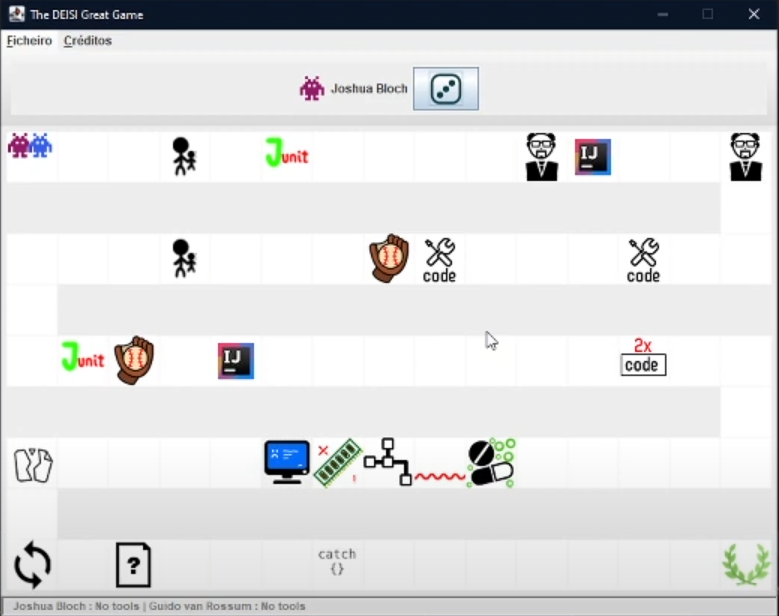 The DEISI Great Game
Ficheiro Créditos
Joshua Bloch
Junit
IJ
code
code
Junit
IJ
2x
code
?
catch
{}
Joshua Bloch : No tools | Guido van Rossum : No tools